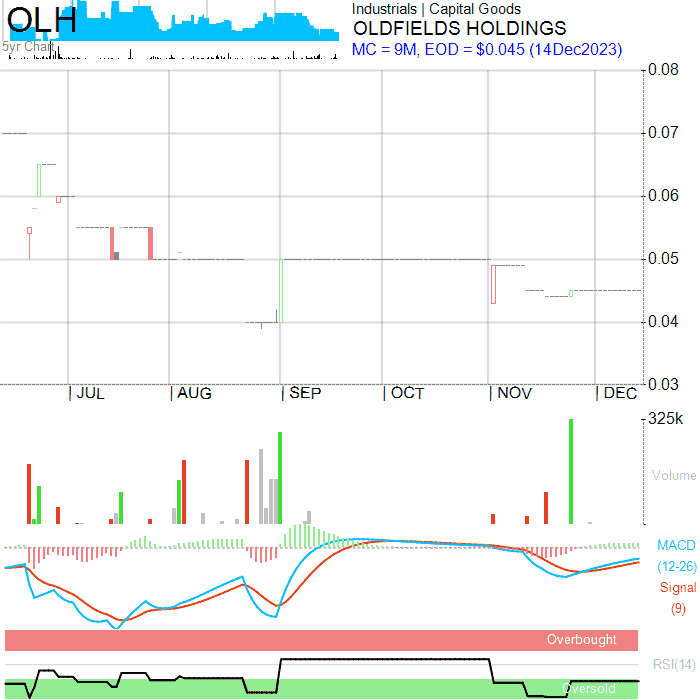 OLH
5yr Chart
Industrials | Capital Goods
OLDFIELDS HOLDINGS
MC = 9M, EOD = $0.045 (14Dec2023)
0.08
0.07
0.06
0.05
0.04
0.03
JUL AUG SEP OCT NOV DEC
325k
Volume
MACD
(12-26)
Signal
(9)
Overbought
RSI(14)
Oversold